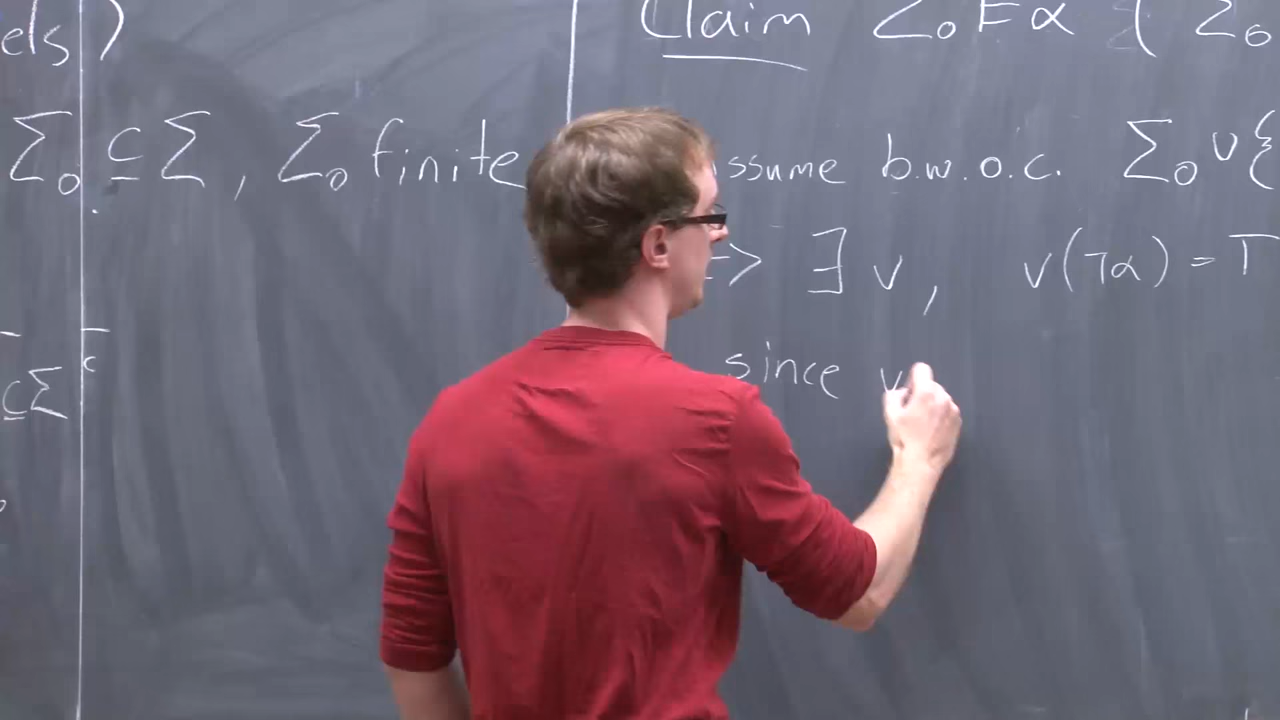 els)
Σ₀ ⊆ Σ, Σ₀ finite
⊆Σ
Claim Σ₀ ⊨ α ( Σ₀
ssume b.w.o.c. Σ₀ ∪ {
=> ∃ v, v(¬α) = T
since v